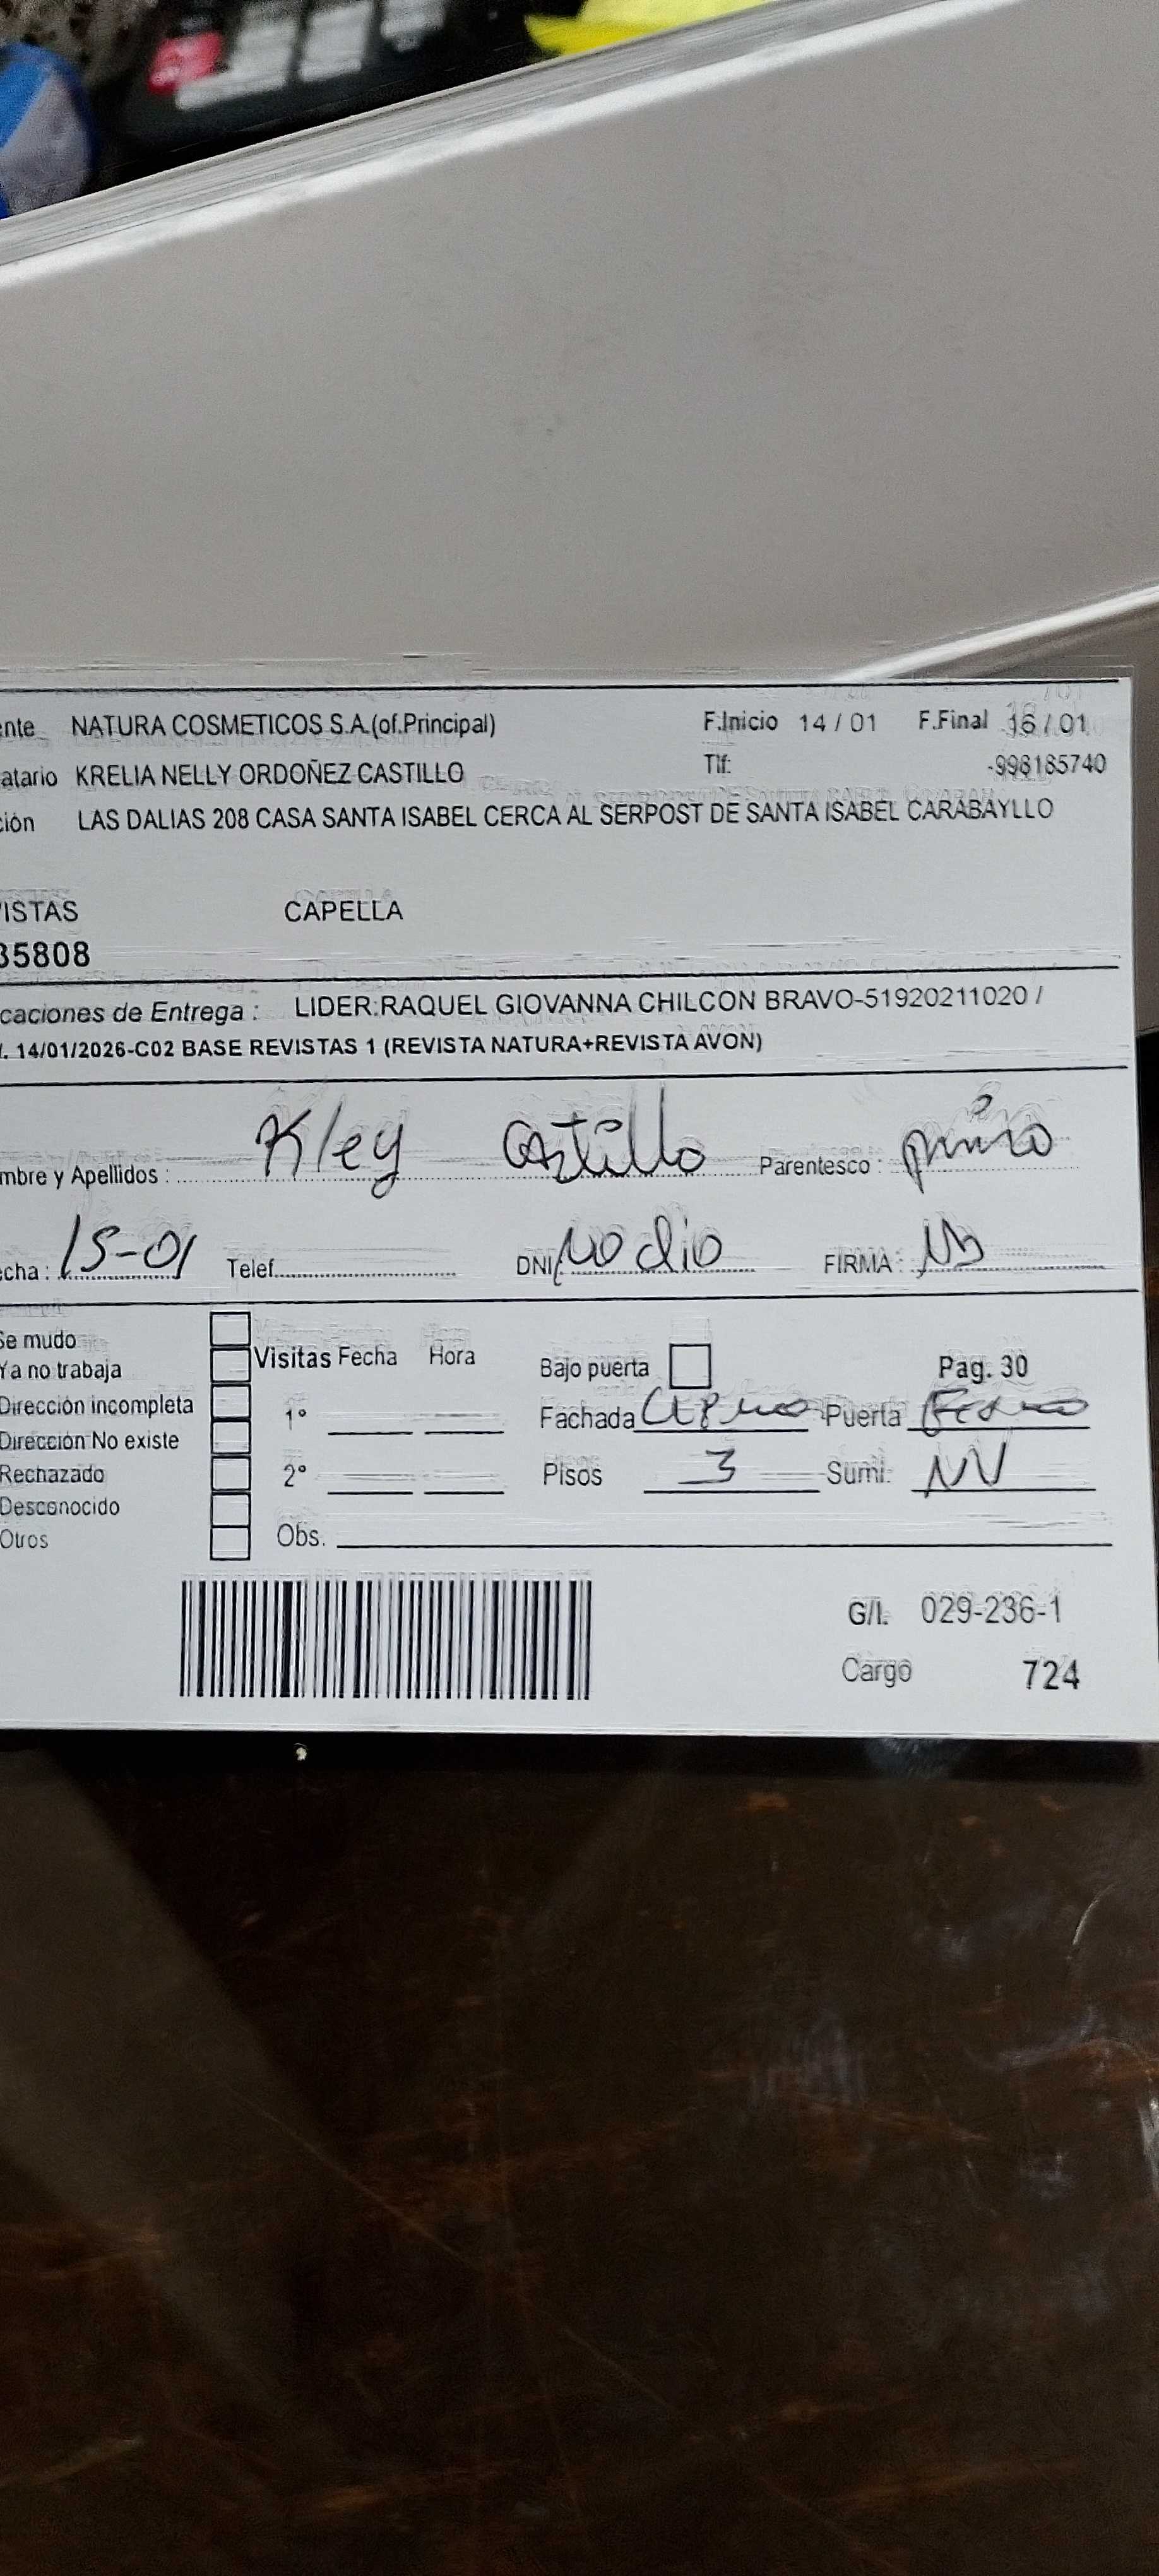 nte NATURA COSMETICOS S.A.(of.Principal) F.Inicio 14 / 01 F.Final 16 / 01
atario KRELIA NELLY ORDOÑEZ CASTILLO Tlf: -998185740
ción LAS DALIAS 208 CASA SANTA ISABEL CERCA AL SERPOST DE SANTA ISABEL CARABAYLLO
ISTAS CAPELLA
35808
caciones de Entrega : LIDER:RAQUEL GIOVANNA CHILCON BRAVO-51920211020 /
. 14/01/2026-C02 BASE REVISTAS 1 (REVISTA NATURA+REVISTA AVON)
mbre y Apellidos : Kley Castillo Parentesco : primo
cha : 15-01 Telef. DNI: No dio FIRMA :
Se mudo
Ya no trabaja Visitas Fecha Hora Bajo puerta Pag. 30
Dirección incompleta 1° Fachada Puerta
Dirección No existe
Rechazado 2° Pisos 3 Sumi: NV
Desconocido
Otros Obs.
G/I. 029-236-1
Cargo 724